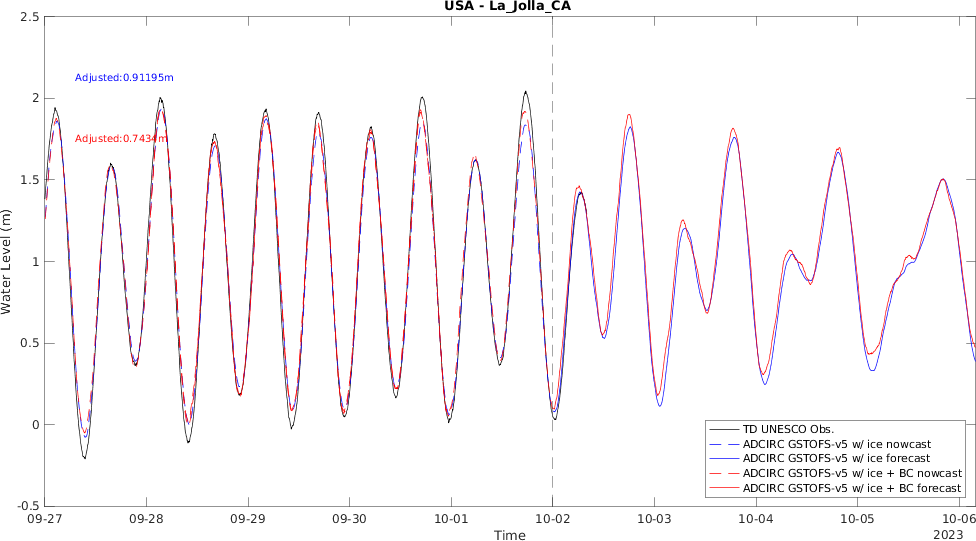 USA - La_Jolla_CA
2.5
2
1.5
1
0.5
0
-0.5
Water Level (m)
Adjusted:0.91195m
Adjusted:0.7434m
TD UNESCO Obs.
ADCIRC GSTOFS-v5 w/ ice nowcast
ADCIRC GSTOFS-v5 w/ ice forecast
ADCIRC GSTOFS-v5 w/ ice + BC nowcast
ADCIRC GSTOFS-v5 w/ ice + BC forecast
09-27 09-28 09-29 09-30 10-01 10-02 10-03 10-04 10-05 10-06
Time
2023